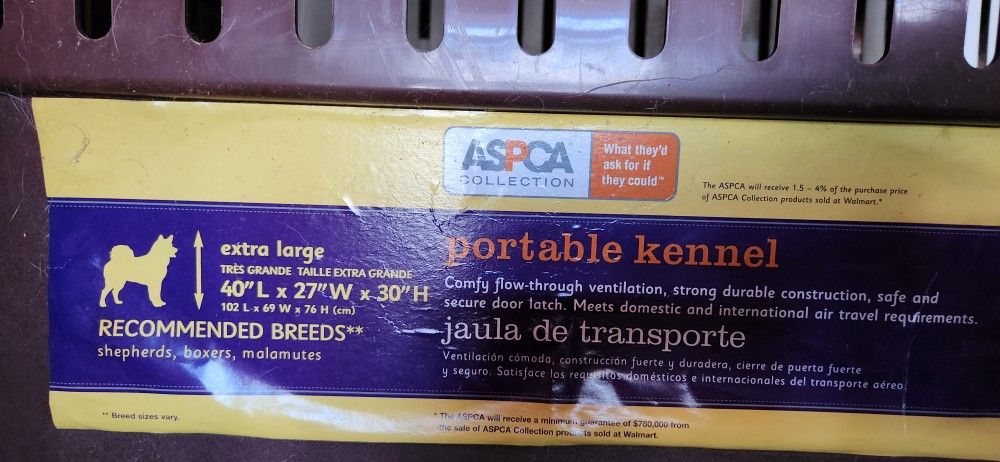 ASPCA
COLLECTION
What they'd
ask for if
they could™
The ASPCA will receive 1.5 – 4% of the purchase price
of ASPCA Collection products sold at Walmart.*
extra large
TRÈS GRANDE TAILLE EXTRA GRANDE
40"L x 27"W x 30"H
102 L x 69 W x 76 H (cm)
RECOMMENDED BREEDS**
shepherds, boxers, malamutes
portable kennel
Comfy flow-through ventilation, strong durable construction, safe and
secure door latch. Meets domestic and international air travel requirements.
jaula de transporte
Ventilación cómoda, construcción fuerte y duradera, cierre de puerta fuerte
y seguro. Satisface los requisitos domésticos e internacionales del transporte aéreo.
** Breed sizes vary.
* The ASPCA will receive a minimum guarantee of $780,000 from
the sale of ASPCA Collection products sold at Walmart.